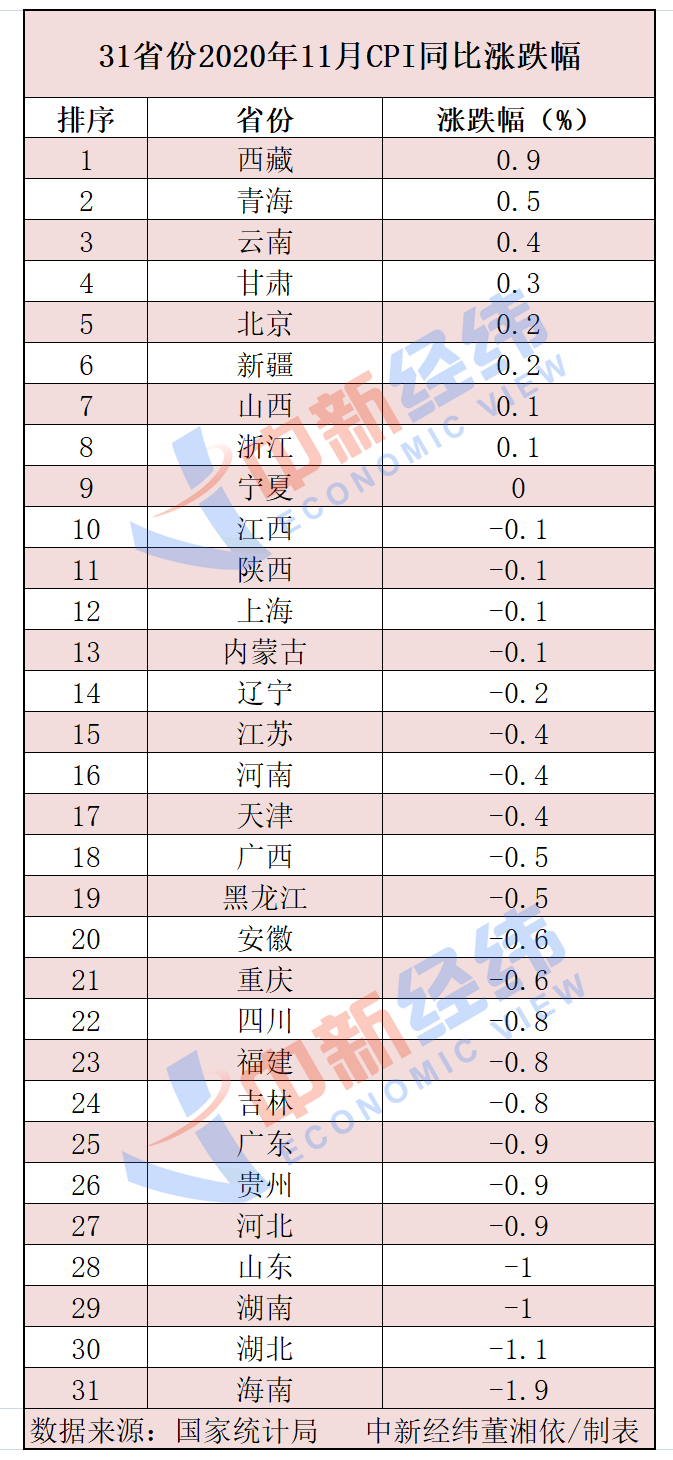 31省份2020年11月CPI同比涨跌幅
排序 省份 涨跌幅（%）
1 西藏 0.9
2 青海 0.5
3 云南 0.4
4 甘肃 0.3
5 北京 0.2
6 新疆 0.2
7 山西 0.1
8 浙江 0.1
9 宁夏 0
10 江西 -0.1
11 陕西 -0.1
12 上海 -0.1
13 内蒙古 -0.1
14 辽宁 -0.2
15 江苏 -0.4
16 河南 -0.4
17 天津 -0.4
18 广西 -0.5
19 黑龙江 -0.5
20 安徽 -0.6
21 重庆 -0.6
22 四川 -0.8
23 福建 -0.8
24 吉林 -0.8
25 广东 -0.9
26 贵州 -0.9
27 河北 -0.9
28 山东 -1
29 湖南 -1
30 湖北 -1.1
31 海南 -1.9
数据来源：国家统计局 中新经纬董湘依/制表
中新经纬
ECONOMIC VIEW
中新经纬
ECONOMIC VIEW